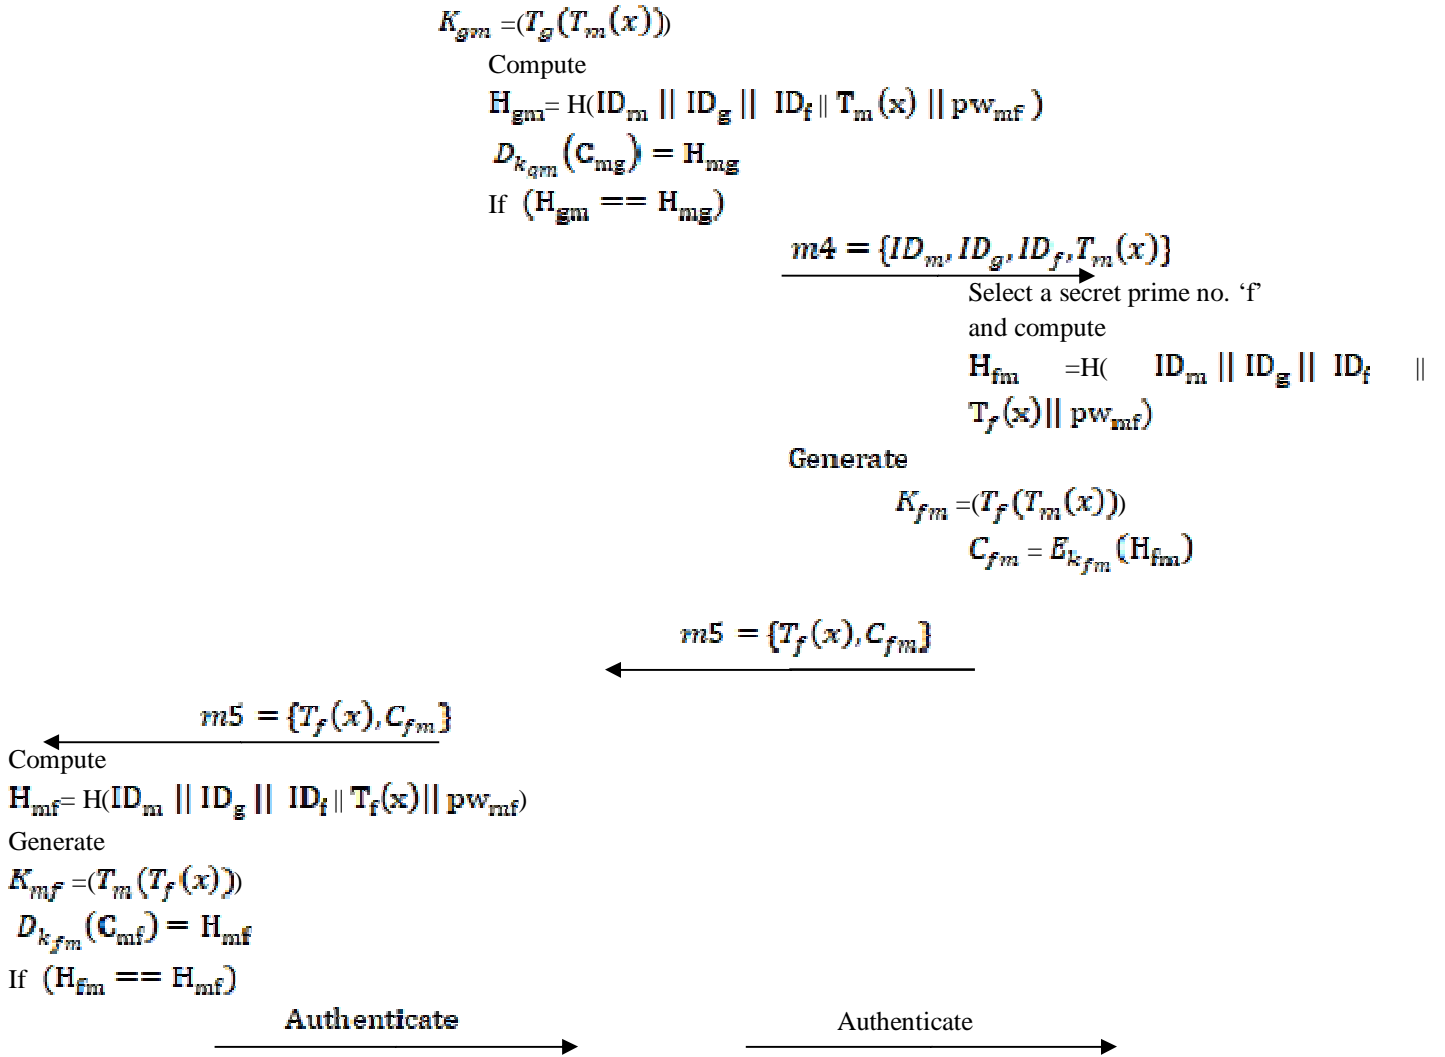 K_gm =(T_g(T_m(x)))
Compute
H_gm= H(ID_m || ID_g || ID_f || T_m(x) || pw_mf )
D_k_gm(C_mg) = H_mg
If (H_gm == H_mg)
m4 = {ID_m, ID_g, ID_f, T_m(x)}
Select a secret prime no. ‘f’
and compute
H_fm =H( ID_m || ID_g || ID_f ||
T_f(x)|| pw_mf)
Generate
K_fm =(T_f(T_m(x)))
C_fm = E_k_fm(H_fm)
m5 = {T_f(x), C_fm}
m5 = {T_f(x), C_fm}
Compute
H_mf= H(ID_m || ID_g || ID_f || T_f(x)|| pw_mf)
Generate
K_mf =(T_m(T_f(x)))
D_k_fm(C_mf) = H_mf
If (H_fm == H_mf)
Authenticate Authenticate